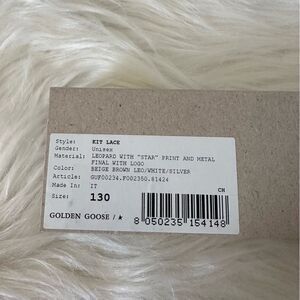 Style: KIT LACE
Gender: Unisex
Material: LEOPARD WITH "STAR" PRINT AND METAL
FINAL WITH LOGO
Color: BEIGE BROWN LEO/WHITE/SILVER
Article: GUF00234.F002350.81424
Made In: IT
CH
Size: 130
GOLDEN GOOSE / ★
8 050235 154148